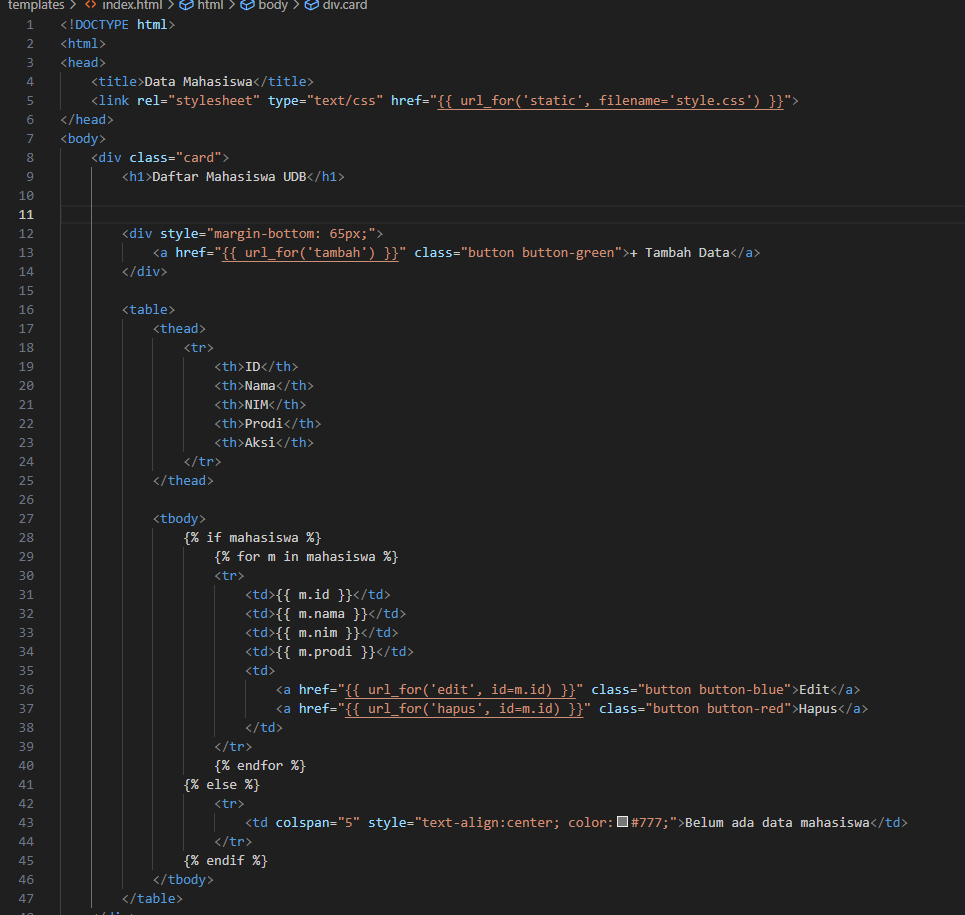 templates > <> index.html > html > body > div.card
1 <!DOCTYPE html>
2 <html>
3 <head>
4 <title>Data Mahasiswa</title>
5 <link rel="stylesheet" type="text/css" href="{{ url_for('static', filename='style.css') }}">
6 </head>
7 <body>
8 <div class="card">
9 <h1>Daftar Mahasiswa UDB</h1>
10
11
12 <div style="margin-bottom: 65px;">
13 <a href="{{ url_for('tambah') }}" class="button button-green">+ Tambah Data</a>
14 </div>
15
16 <table>
17 <thead>
18 <tr>
19 <th>ID</th>
20 <th>Nama</th>
21 <th>NIM</th>
22 <th>Prodi</th>
23 <th>Aksi</th>
24 </tr>
25 </thead>
26
27 <tbody>
28 {% if mahasiswa %}
29 {% for m in mahasiswa %}
30 <tr>
31 <td>{{ m.id }}</td>
32 <td>{{ m.nama }}</td>
33 <td>{{ m.nim }}</td>
34 <td>{{ m.prodi }}</td>
35 <td>
36 <a href="{{ url_for('edit', id=m.id) }}" class="button button-blue">Edit</a>
37 <a href="{{ url_for('hapus', id=m.id) }}" class="button button-red">Hapus</a>
38 </td>
39 </tr>
40 {% endfor %}
41 {% else %}
42 <tr>
43 <td colspan="5" style="text-align:center; color:#777;">Belum ada data mahasiswa</td>
44 </tr>
45 {% endif %}
46 </tbody>
47 </table>